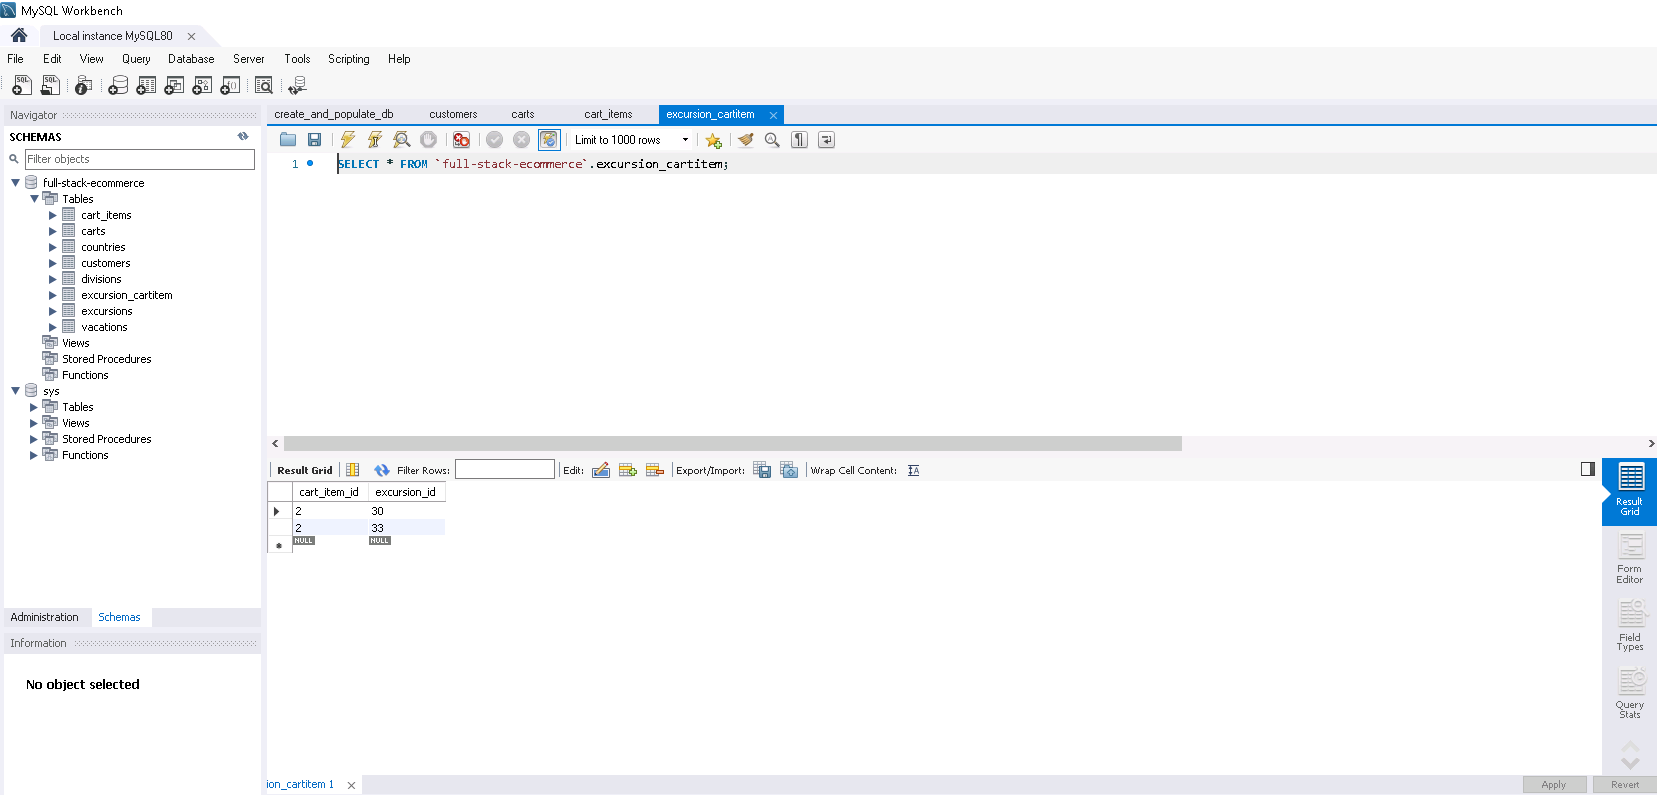 MySQL Workbench
Local instance MySQL80
File Edit View Query Database Server Tools Scripting Help
Navigator
SCHEMAS
Filter objects
full-stack-ecommerce
Tables
cart_items
carts
countries
customers
divisions
excursion_cartitem
excursions
vacations
Views
Stored Procedures
Functions
sys
Tables
Views
Stored Procedures
Functions
Administration Schemas
Information
No object selected
create_and_populate_db customers carts cart_items excursion_cartitem
Limit to 1000 rows
1 SELECT * FROM `full-stack-ecommerce`.excursion_cartitem;
Result Grid Filter Rows: Edit: Export/Import: Wrap Cell Content:
cart_item_id excursion_id
2 30
2 33
NULL NULL
Result
Grid
Form
Editor
Field
Types
Query
Stats
ion_cartitem 1
Apply Revert